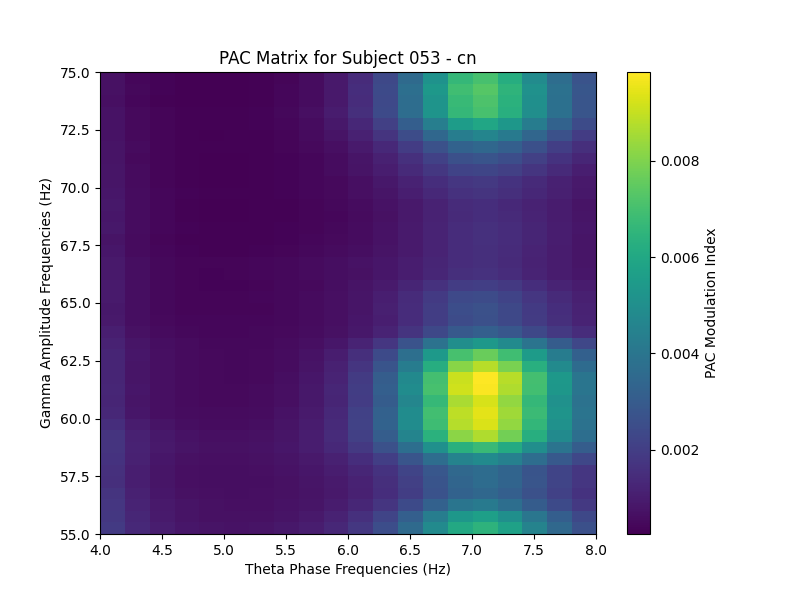 PAC Matrix for Subject 053 - cn
75.0
72.5
70.0
67.5
65.0
62.5
60.0
57.5
55.0
Gamma Amplitude Frequencies (Hz)
4.0 4.5 5.0 5.5 6.0 6.5 7.0 7.5 8.0
Theta Phase Frequencies (Hz)
0.008
0.006
0.004
0.002
PAC Modulation Index